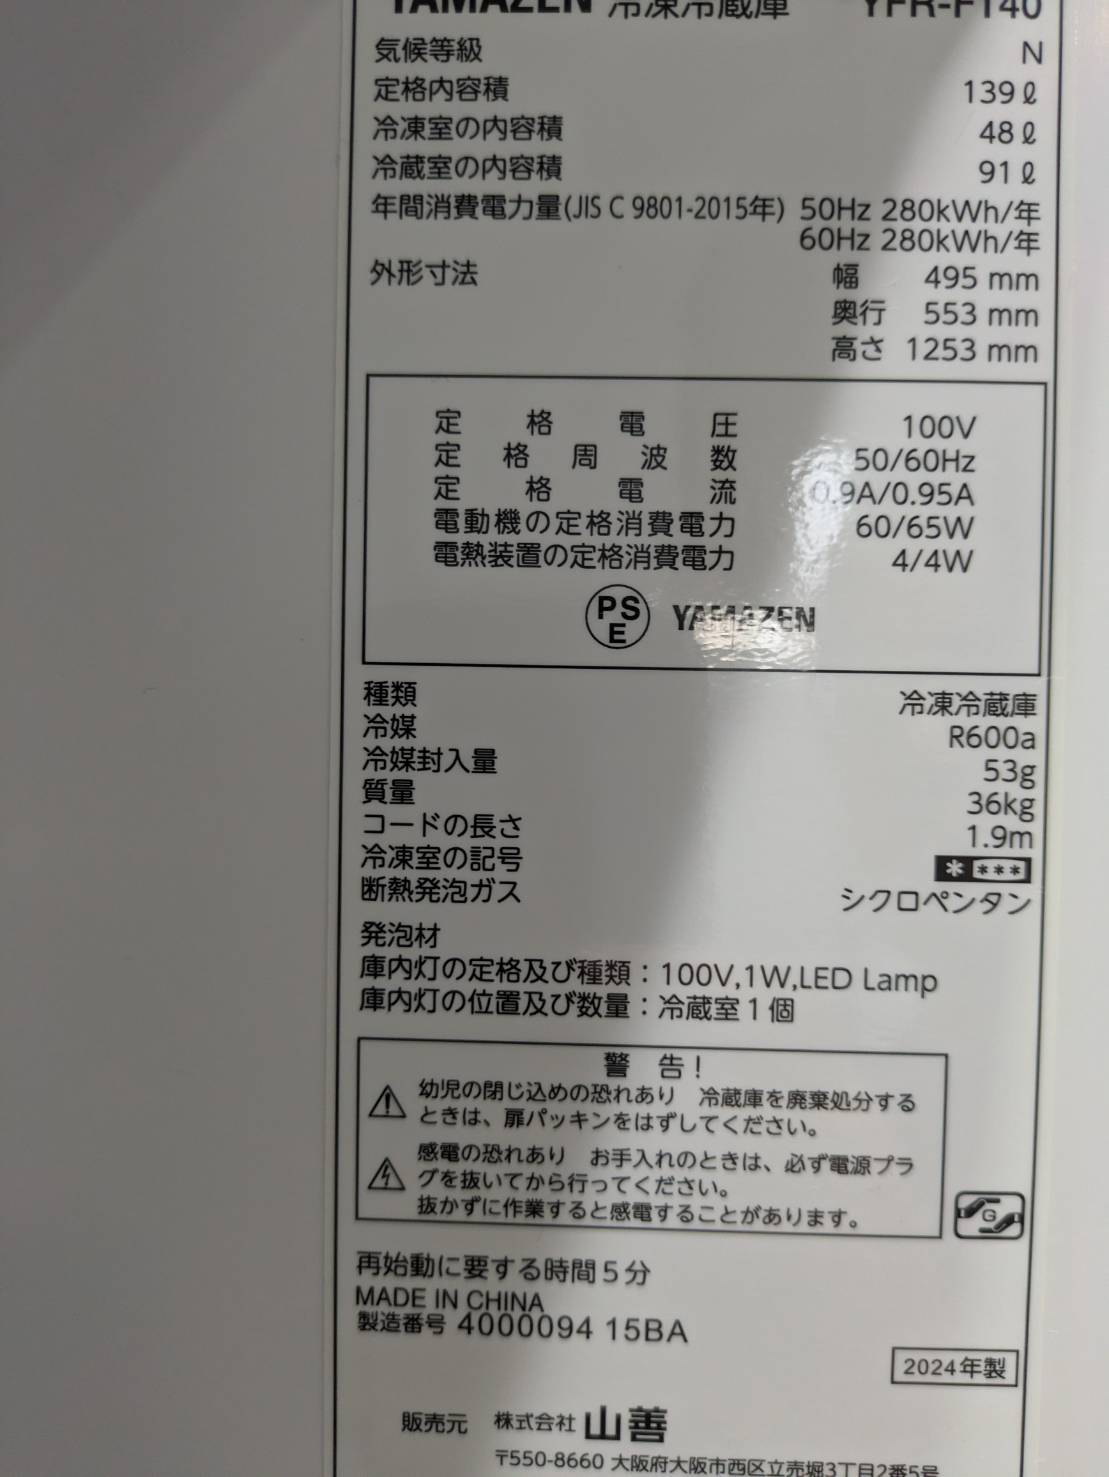 YAMAZEN 冷凍冷蔵庫 YFR-F140
気候等級 N
定格内容積 139ℓ
冷凍室の内容積 48ℓ
冷蔵室の内容積 91ℓ
年間消費電力量(JIS C 9801-2015年) 50Hz 280kWh/年
60Hz 280kWh/年
外形寸法 幅 495 mm
奥行 553 mm
高さ 1253 mm
定格電圧 100V
定格周波数 50/60Hz
定格電流 0.9A/0.95A
電動機の定格消費電力 60/65W
電熱装置の定格消費電力 4/4W
PS
E YAMAZEN
種類 冷凍冷蔵庫
冷媒 R600a
冷媒封入量 53g
質量 36kg
コードの長さ 1.9m
冷凍室の記号 * ***
断熱発泡ガス シクロペンタン
発泡材
庫内灯の定格及び種類：100V,1W,LED Lamp
庫内灯の位置及び数量：冷蔵室1個
警 告！
幼児の閉じ込めの恐れあり 冷蔵庫を廃棄処分する
ときは、扉パッキンをはずしてください。
感電の恐れあり お手入れのときは、必ず電源プラ
グを抜いてから行ってください。
抜かずに作業すると感電することがあります。
G
再始動に要する時間5分
MADE IN CHINA
製造番号 4000094 15BA
2024年製
販売元 株式会社 山善
〒550-8660 大阪府大阪市西区立売堀3丁目2番5号